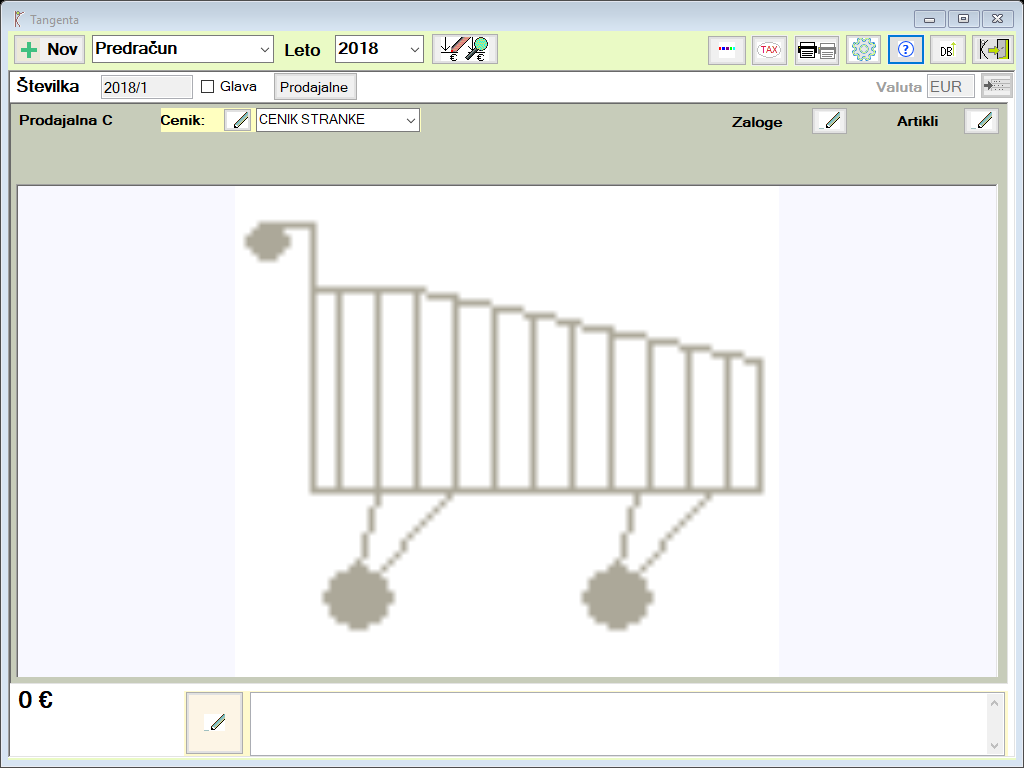 Tangenta
Nov Predračun Leto 2018 € € TAX ? DB
Številka 2018/1 Glava Prodajalne Valuta EUR
Prodajalna C Cenik: CENIK STRANKE Zaloge Artikli
0 €